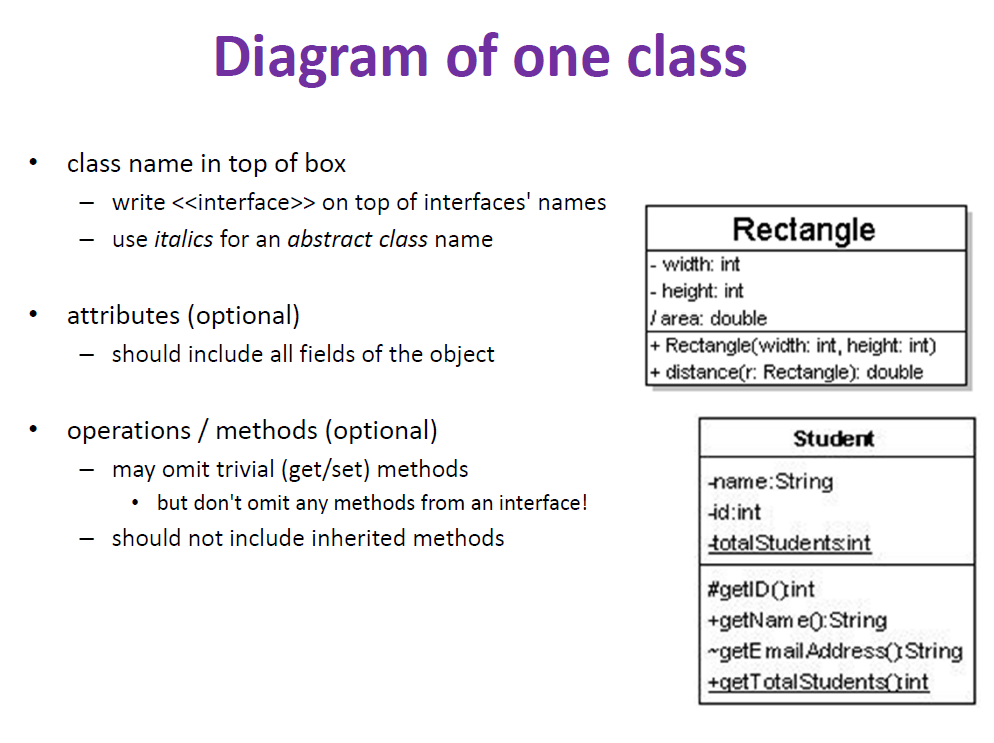 Diagram of one class
• class name in top of box
– write <<interface>> on top of interfaces' names
– use italics for an abstract class name
• attributes (optional)
– should include all fields of the object
• operations / methods (optional)
– may omit trivial (get/set) methods
• but don't omit any methods from an interface!
– should not include inherited methods
Rectangle
- width: int
- height: int
/ area: double
+ Rectangle(width: int, height: int)
+ distance(r: Rectangle): double
Student
-name:String
-id:int
-totalStudents:int
#getID():int
+getName():String
~getEmailAddress():String
+getTotalStudents():int